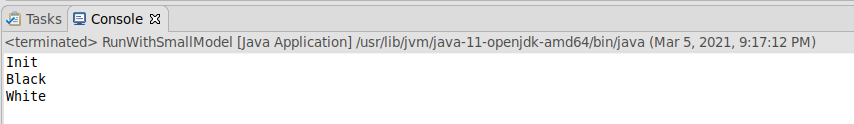 Tasks Console
<terminated> RunWithSmallModel [Java Application] /usr/lib/jvm/java-11-openjdk-amd64/bin/java (Mar 5, 2021, 9:17:12 PM)
Init
Black
White